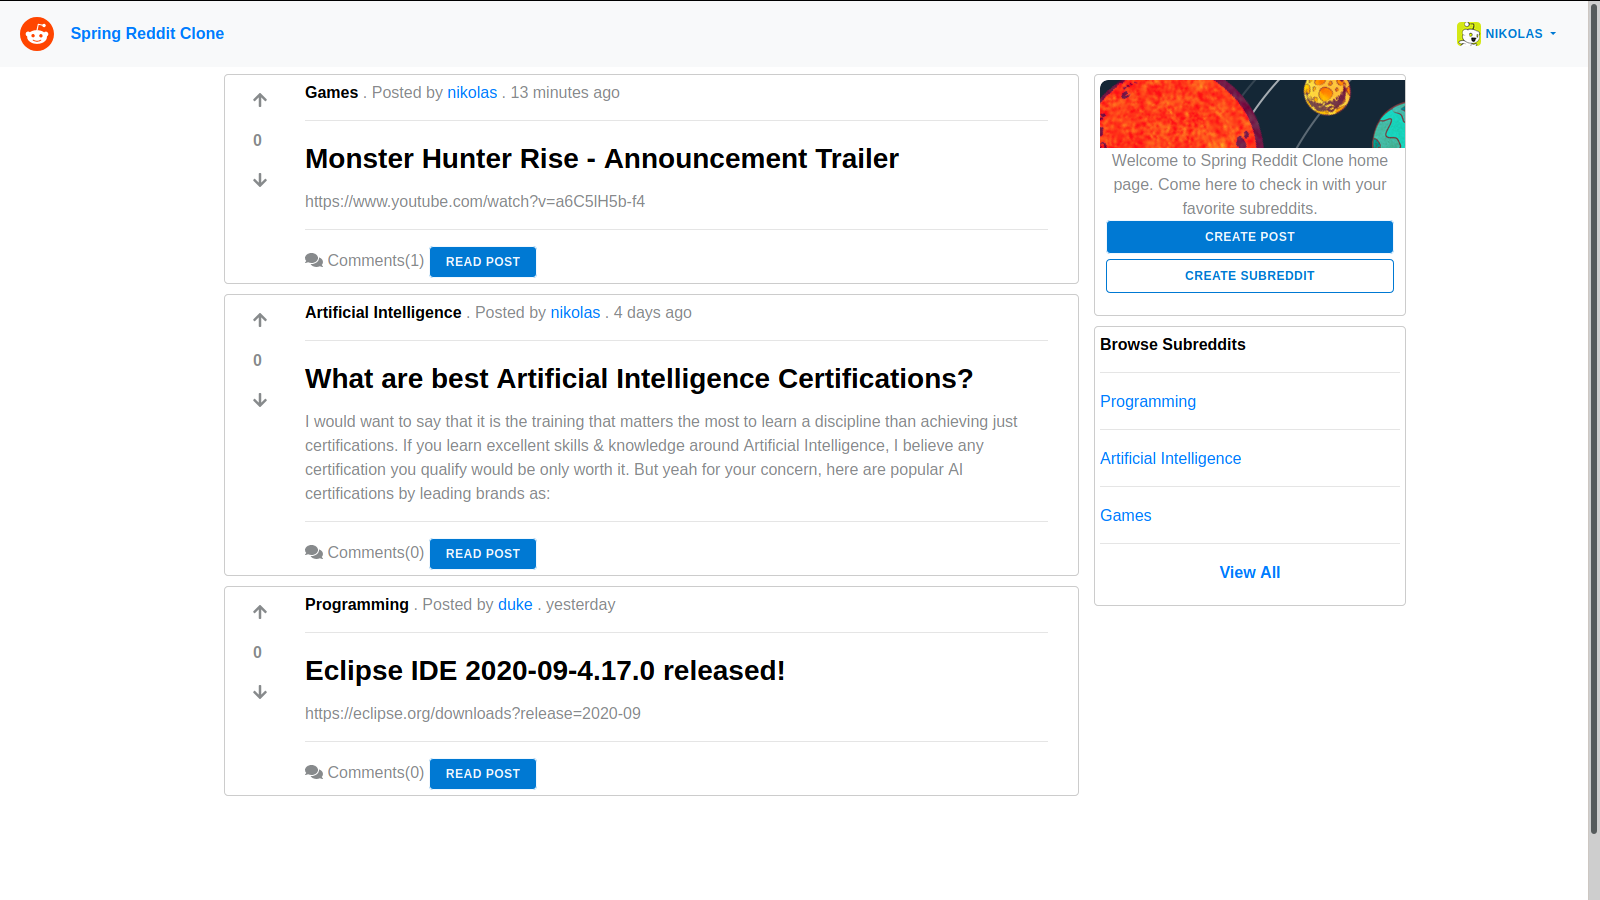 Spring Reddit Clone
NIKOLAS
Games . Posted by nikolas . 13 minutes ago
0
Monster Hunter Rise - Announcement Trailer
https://www.youtube.com/watch?v=a6C5lH5b-f4
Comments(1) READ POST
Artificial Intelligence . Posted by nikolas . 4 days ago
0
What are best Artificial Intelligence Certifications?
I would want to say that it is the training that matters the most to learn a discipline than achieving just
certifications. If you learn excellent skills & knowledge around Artificial Intelligence, I believe any
certification you qualify would be only worth it. But yeah for your concern, here are popular AI
certifications by leading brands as:
Comments(0) READ POST
Programming . Posted by duke . yesterday
0
Eclipse IDE 2020-09-4.17.0 released!
https://eclipse.org/downloads?release=2020-09
Comments(0) READ POST
Welcome to Spring Reddit Clone home
page. Come here to check in with your
favorite subreddits.
CREATE POST
CREATE SUBREDDIT
Browse Subreddits
Programming
Artificial Intelligence
Games
View All